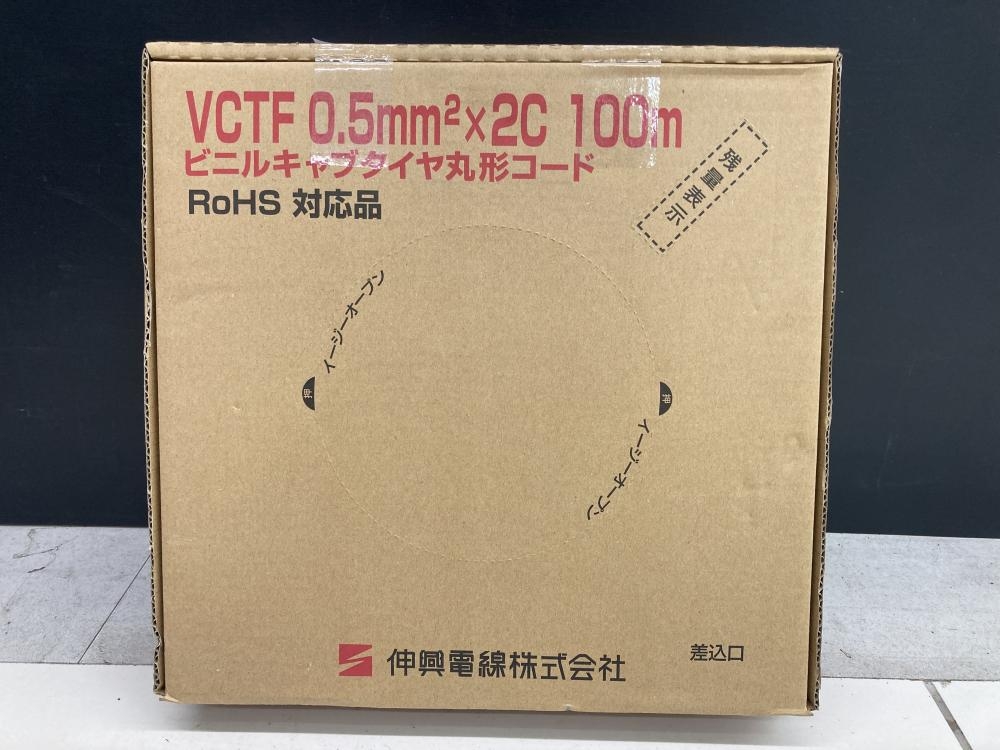 VCTF 0.5mm²×2C 100m
ビニルキャブタイヤ丸形コード
RoHS 対応品
残量表示
イージーオープン
押
押
イージーオープン
伸興電線株式会社
差込口